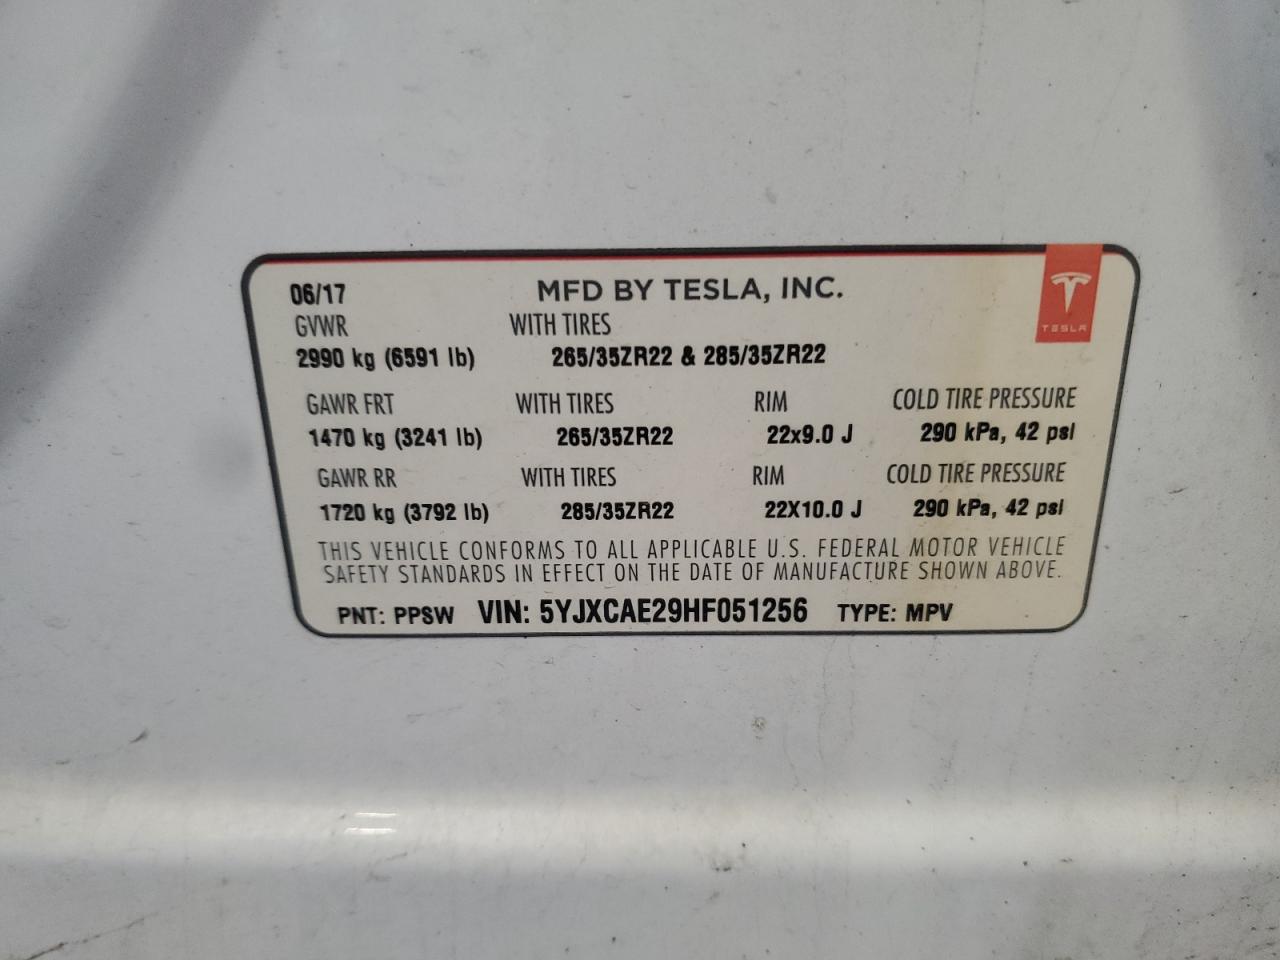 06/17 MFD BY TESLA, INC.
TESLA
GVWR WITH TIRES
2990 kg (6591 lb) 265/35ZR22 & 285/35ZR22
GAWR FRT WITH TIRES RIM COLD TIRE PRESSURE
1470 kg (3241 lb) 265/35ZR22 22x9.0 J 290 kPa, 42 psi
GAWR RR WITH TIRES RIM COLD TIRE PRESSURE
1720 kg (3792 lb) 285/35ZR22 22X10.0 J 290 kPa, 42 psi
THIS VEHICLE CONFORMS TO ALL APPLICABLE U.S. FEDERAL MOTOR VEHICLE
SAFETY STANDARDS IN EFFECT ON THE DATE OF MANUFACTURE SHOWN ABOVE.
PNT: PPSW VIN: 5YJXCAE29HF051256 TYPE: MPV